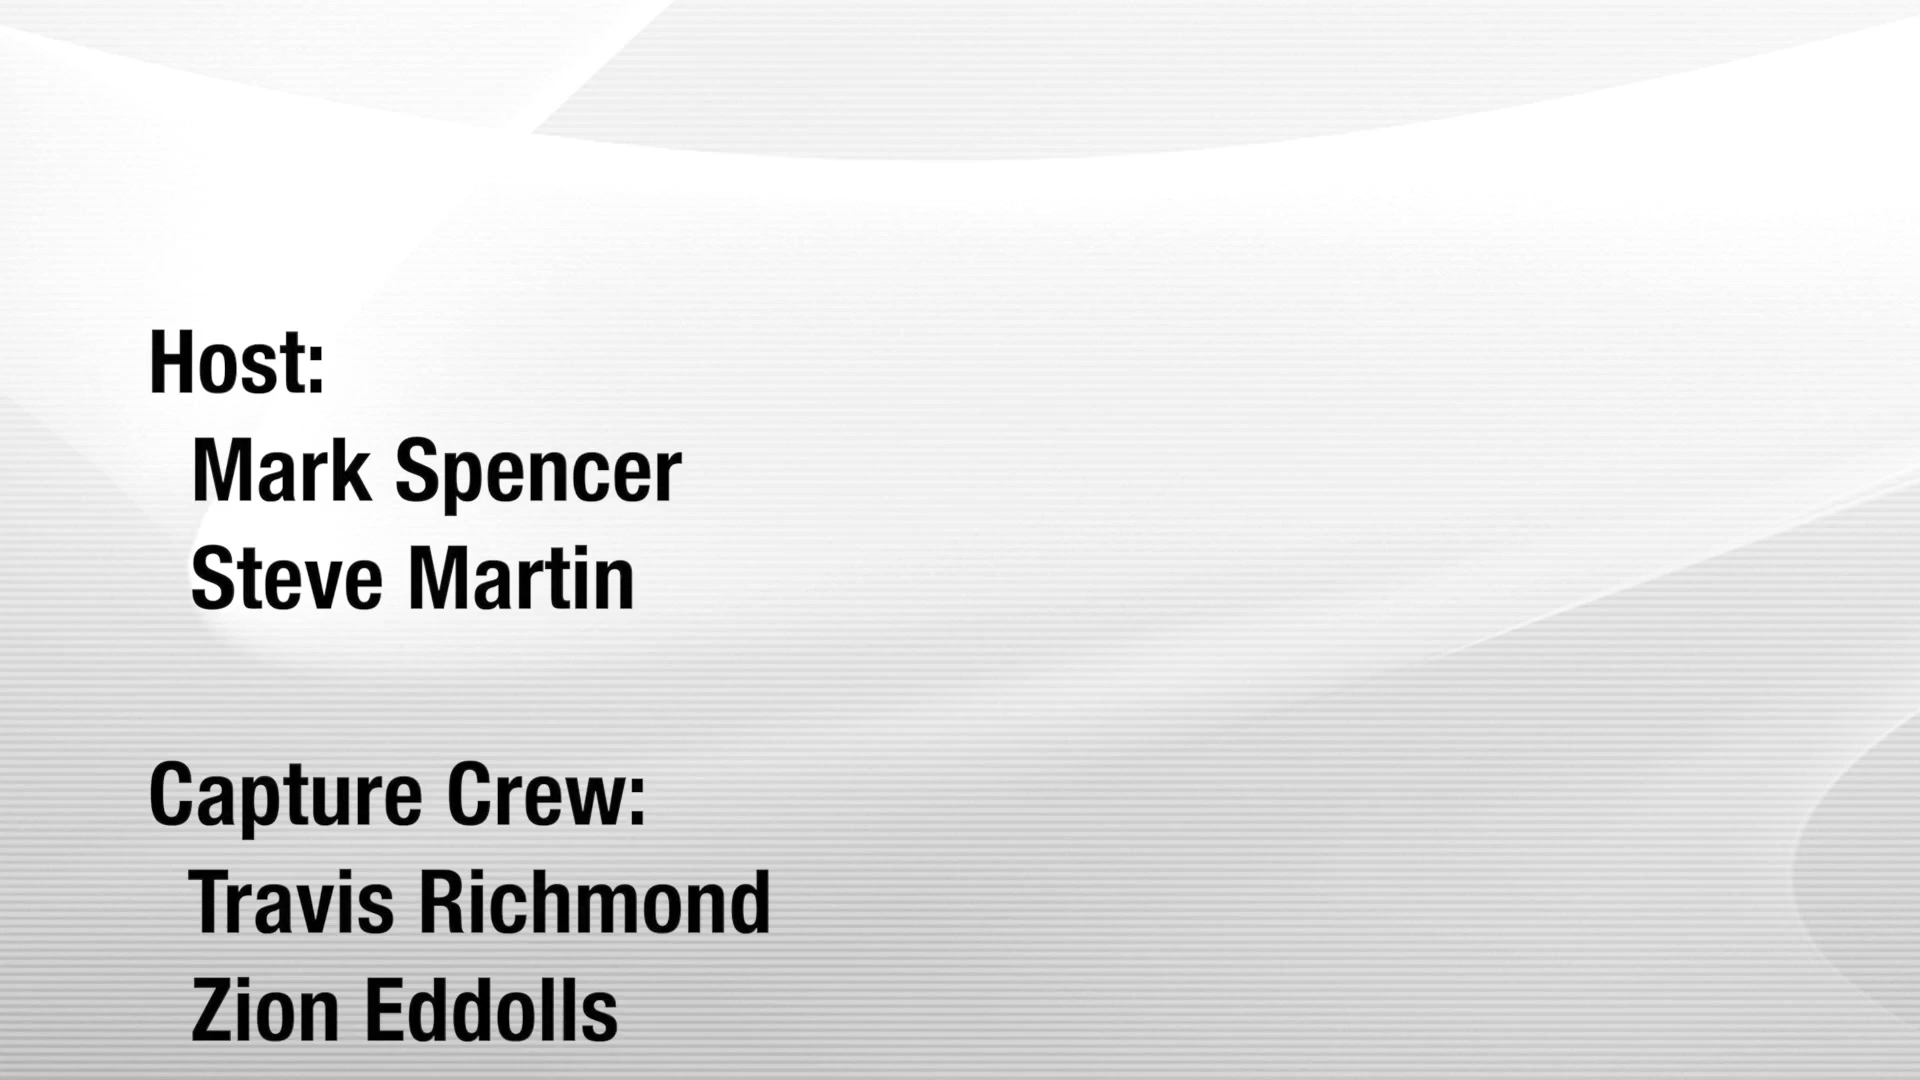 Host:
Mark Spencer
Steve Martin
Capture Crew:
Travis Richmond
Zion Eddolls